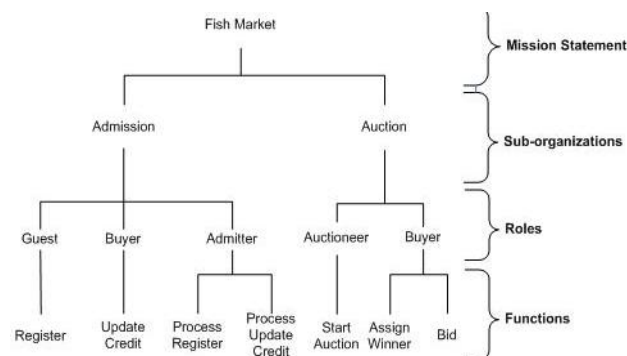 Fish Market
Mission Statement
Admission
Auction
Sub-organizations
Guest
Buyer
Admitter
Auctioneer
Buyer
Roles
Register
Update
Credit
Process
Register
Process
Update
Credit
Start
Auction
Assign
Winner
Bid
Functions